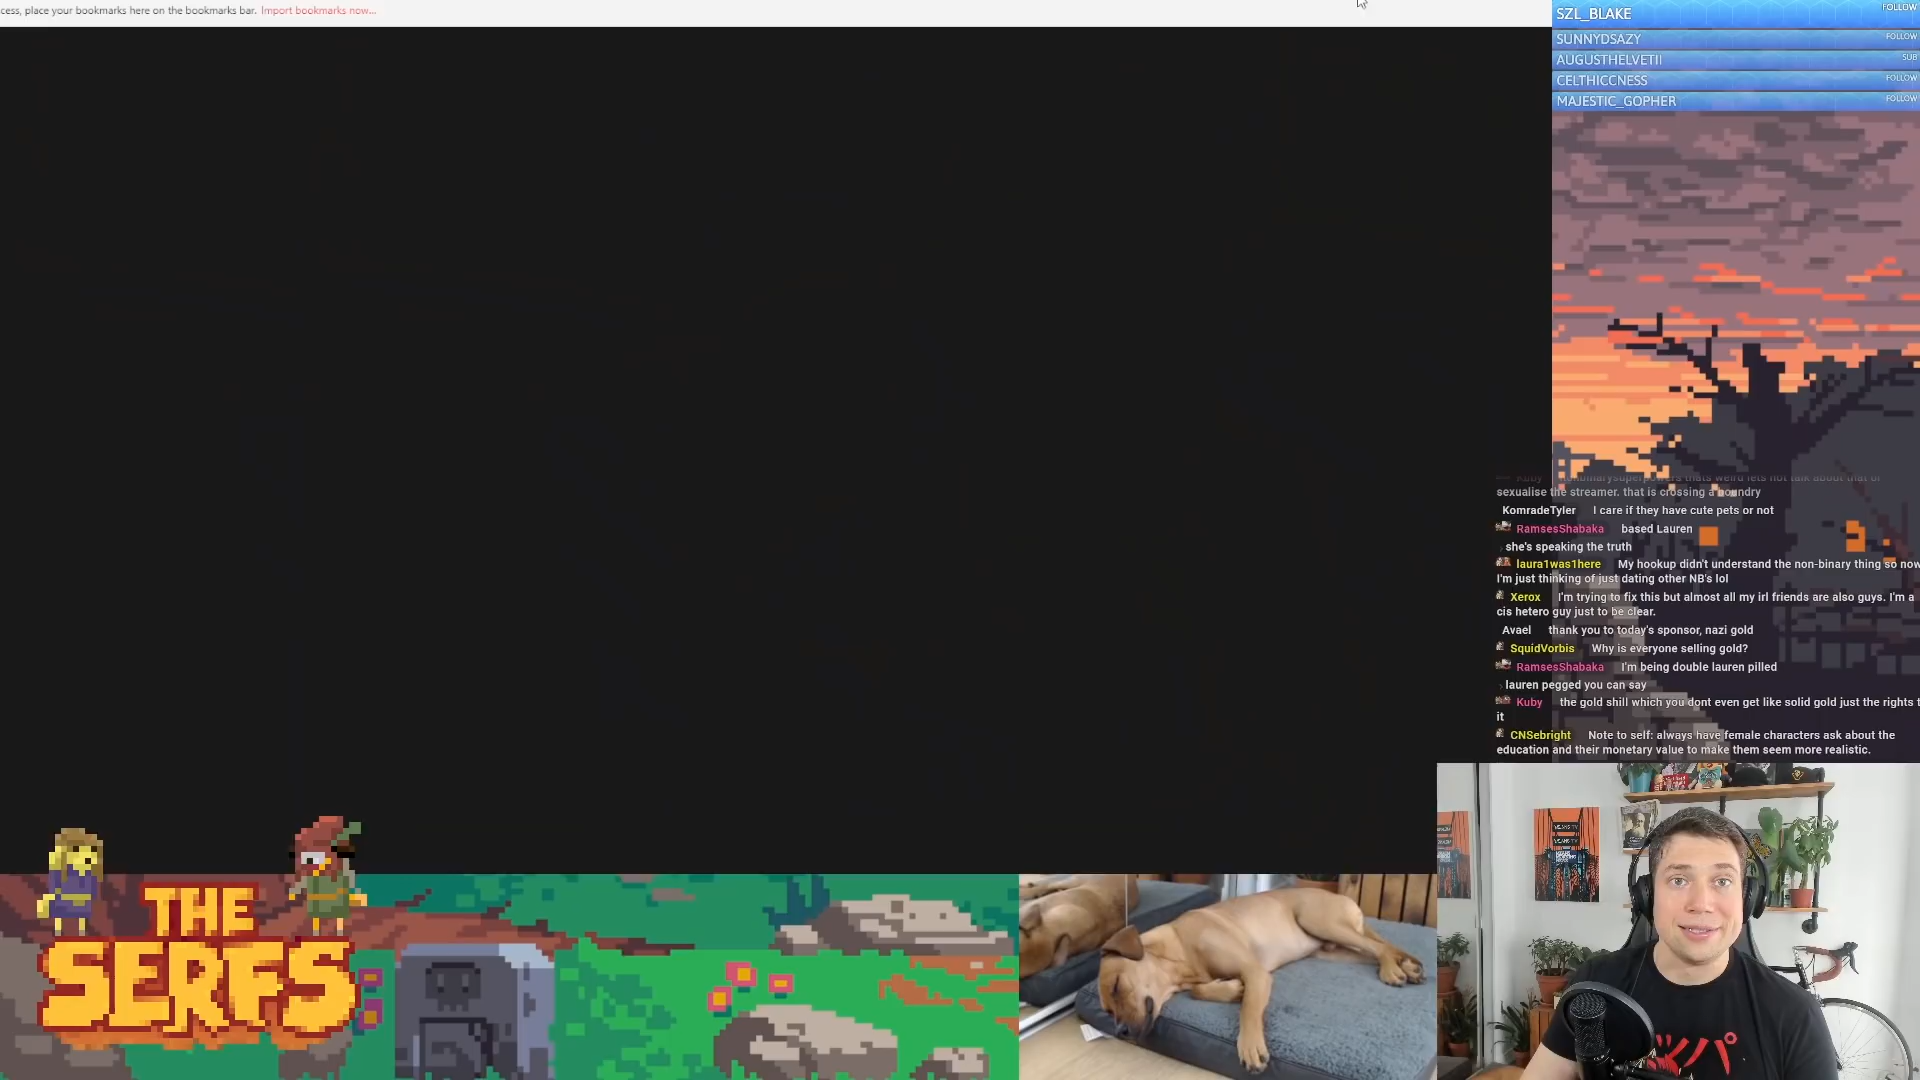 cess, place your bookmarks here on the bookmarks bar. Import bookmarks now...
SZL_BLAKE FOLLOW
SUNNYDSAZY FOLLOW
AUGUSTHELVETII SUB
CELTHICCNESS FOLLOW
MAJESTIC_GOPHER FOLLOW
sexualise the streamer. that is crossing a boundry
KomradeTyler I care if they have cute pets or not
RamsesShabaka based Lauren
she's speaking the truth
laura1was1here My hookup didn't understand the non-binary thing so now
I'm just thinking of just dating other NB's lol
Xerox I'm trying to fix this but almost all my irl friends are also guys. I'm a
cis hetero guy just to be clear.
Avael thank you to today's sponsor, nazi gold
SquidVorbis Why is everyone selling gold?
RamsesShabaka I'm being double lauren pilled
lauren pegged you can say
Kuby the gold shill which you dont even get like solid gold just the rights t
it
CNSebright Note to self: always have female characters ask about the
education and their monetary value to make them seem more realistic.
THE
SERFS